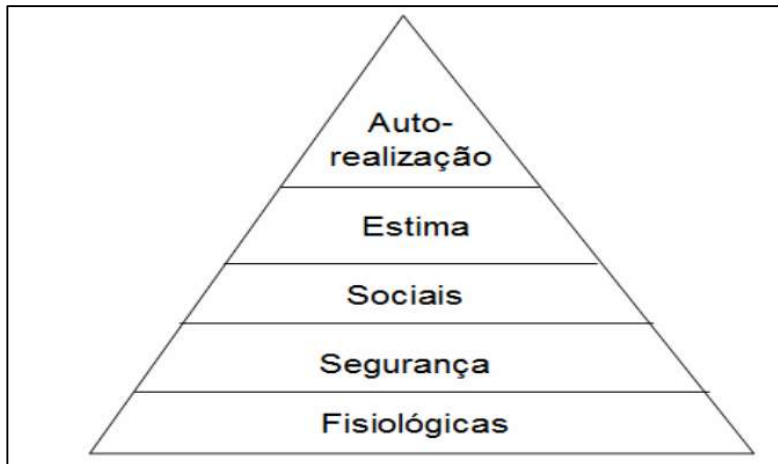 Auto-
realização
Estima
Sociais
Segurança
Fisiológicas